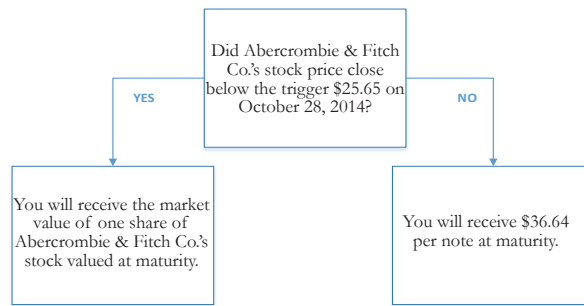 Did Abercrombie & Fitch
Co.'s stock price close
below the trigger $25.65 on
October 28, 2014?
YES
NO
You will receive the market
value of one share of
Abercrombie & Fitch Co.'s
stock valued at maturity.
You will receive $36.64
per note at maturity.